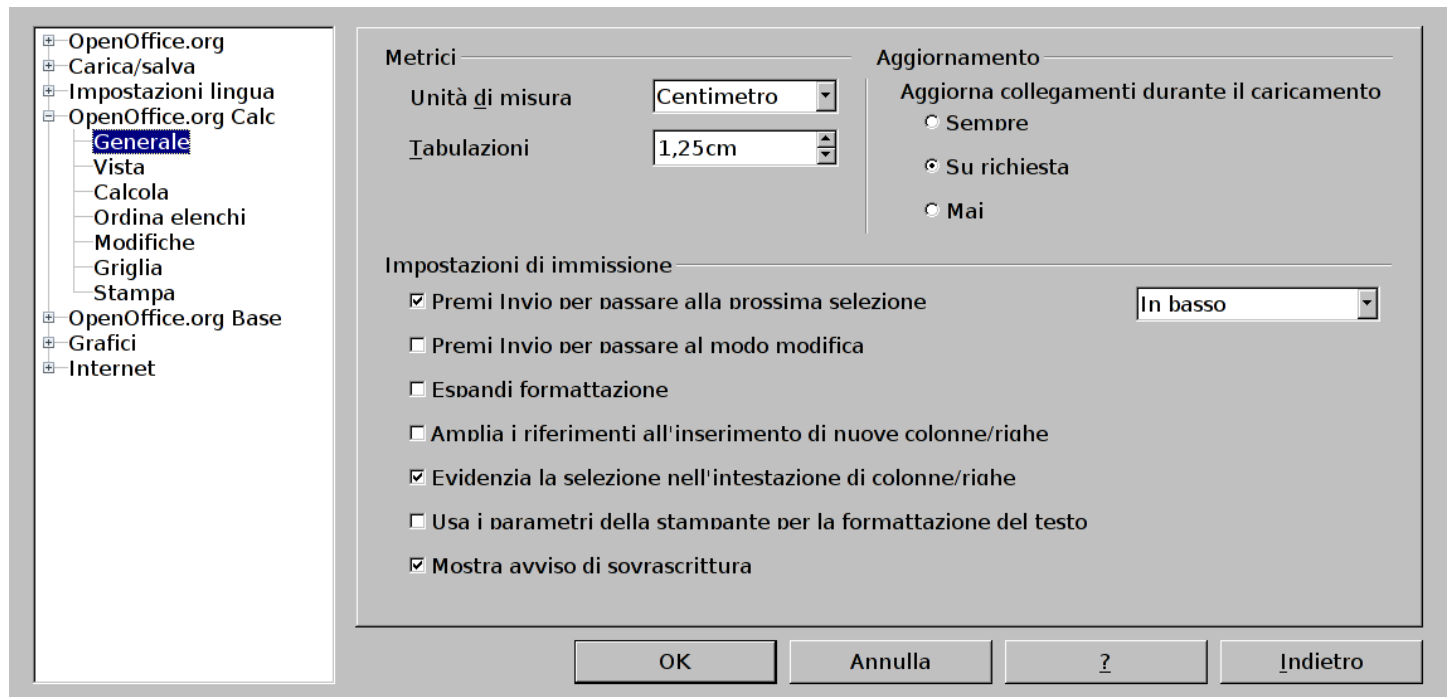 OpenOffice.org
Carica/salva
Impostazioni lingua
OpenOffice.org Calc
Generale
Vista
Calcola
Ordina elenchi
Modifiche
Griglia
Stampa
OpenOffice.org Base
Grafici
Internet
Metrici
Unità di misura
Centimetro
Tabulazioni
1,25cm
Aggiornamento
Aggiorna collegamenti durante il caricamento
Sempre
Su richiesta
Mai
Impostazioni di immissione
Premi Invio per passare alla prossima selezione
In basso
Premi Invio per passare al modo modifica
Espandi formattazione
Amplia i riferimenti all'inserimento di nuove colonne/righe
Evidenzia la selezione nell'intestazione di colonne/righe
Usa i parametri della stampante per la formattazione del testo
Mostra avviso di sovrascrittura
OK
Annulla
?
Indietro